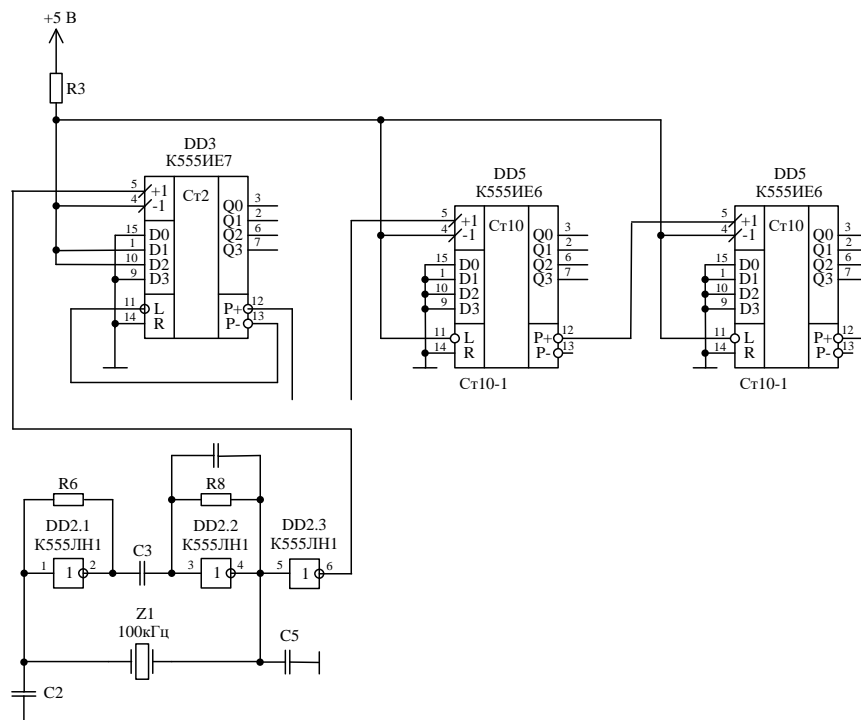 +5 В
R3
DD3
К555ИЕ7
DD5
К555ИЕ6
DD5
К555ИЕ6
5 +1 Ст2
4 -1 Q0 3
Q1 2
15 D0 Q2 6
1 D1 Q3 7
10 D2
9 D3
11 L P+ 12
14 R P- 13
5 +1 Ст10 Q0 3
4 -1 Q1 2
Q2 6
15 D0 Q3 7
1 D1
10 D2
9 D3
11 L P+ 12
14 R P- 13
Ст10-1
5 +1 Ст10 Q0 3
4 -1 Q1 2
Q2 6
15 D0 Q3 7
1 D1
10 D2
9 D3
11 L P+ 12
14 R P- 13
Ст10-1
R6
R8
DD2.1
К555ЛН1
C3
DD2.2
К555ЛН1
DD2.3
К555ЛН1
1 1 2
3 1 4
5 1 6
Z1
100кГц
C5
C2